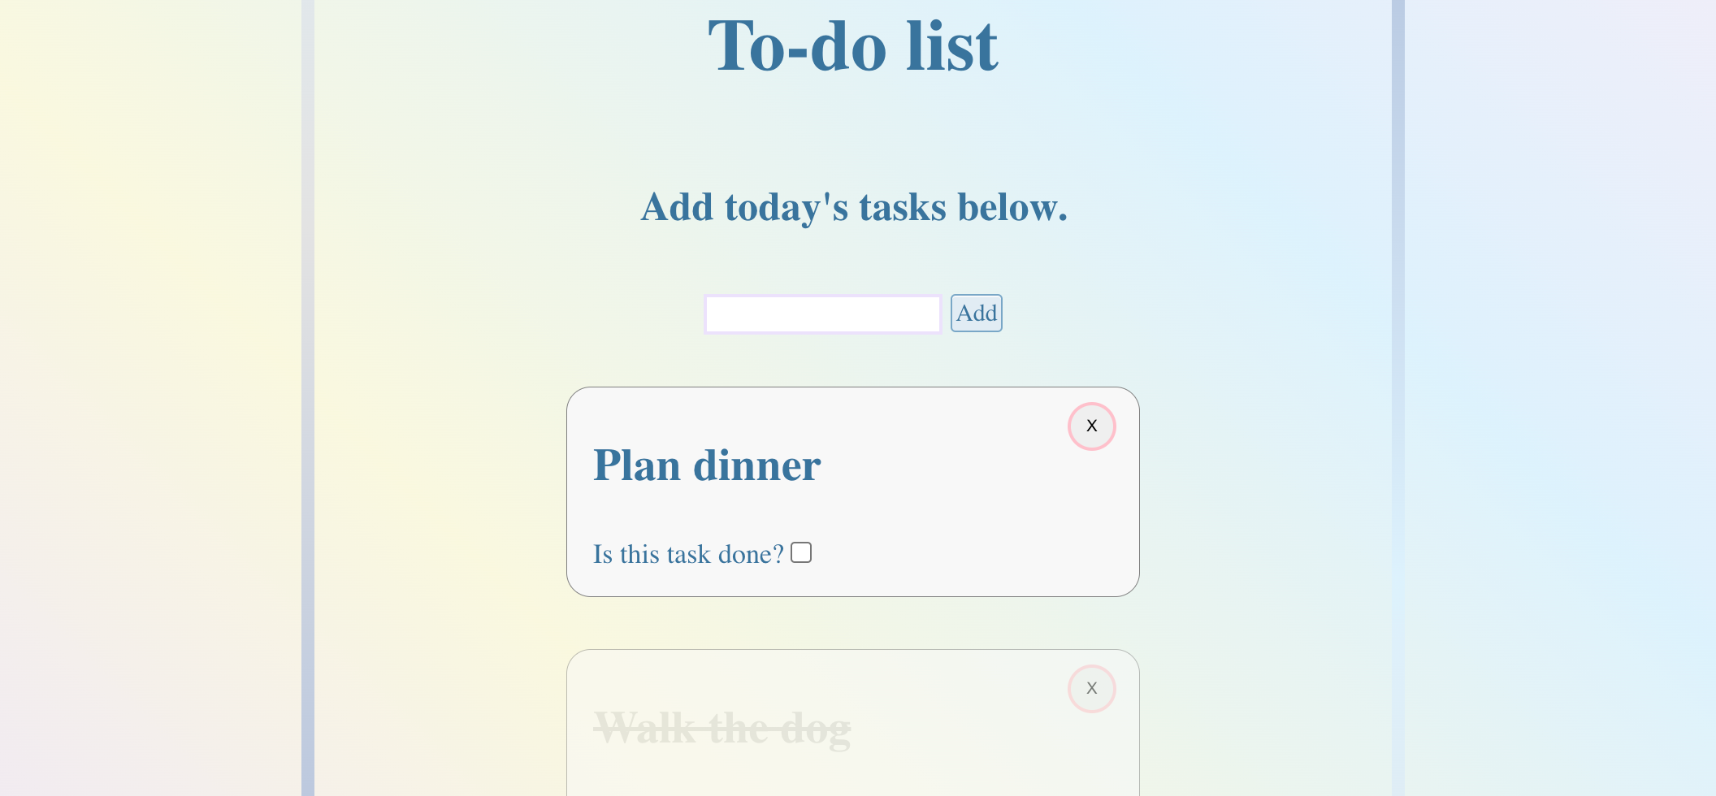 To-do list
Add today's tasks below.
Add
X
Plan dinner
Is this task done?
X
Walk the dog